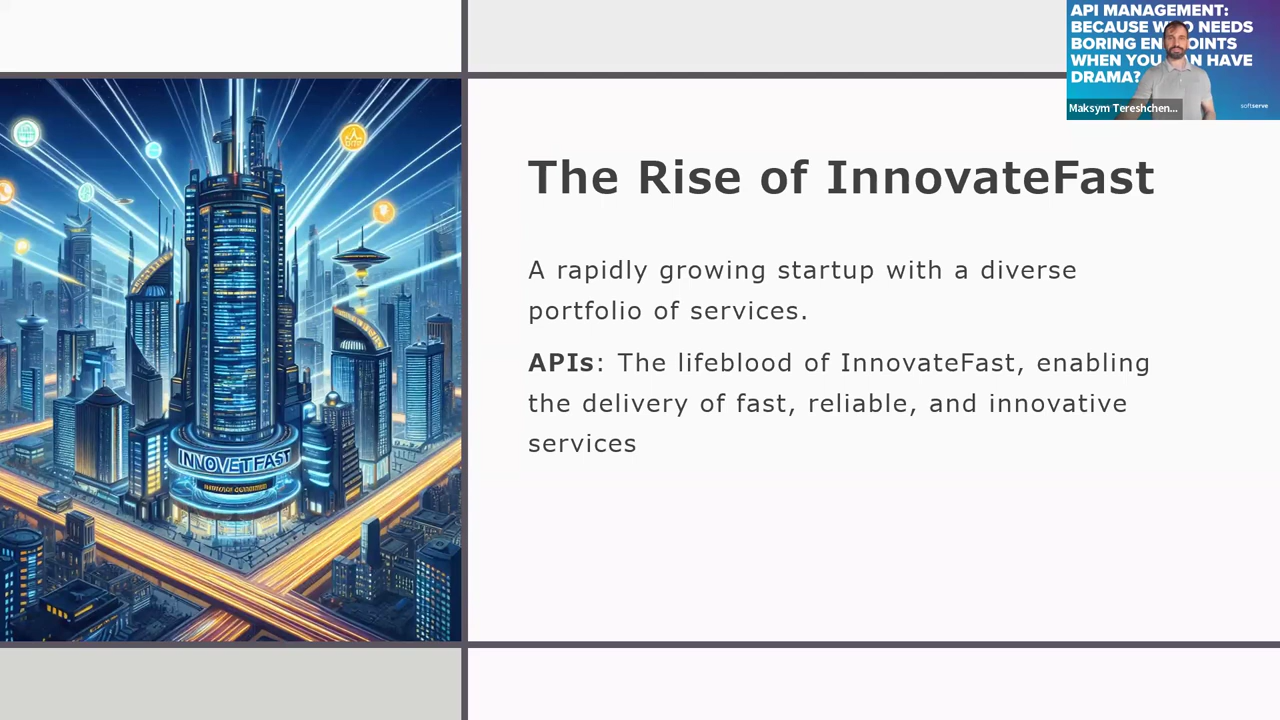 API MANAGEMENT:
BECAUSE W O NEEDS
BORING EN OINTS
WHEN YOU N HAVE
DRAMA?
Maksym Tereshchen...
softserve
The Rise of InnovateFast
A rapidly growing startup with a diverse
portfolio of services.
APIs: The lifeblood of InnovateFast, enabling
the delivery of fast, reliable, and innovative
services
INNOVETFAST